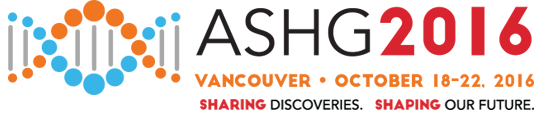 ASHG2016
VANCOUVER • OCTOBER 18-22, 2016
SHARING DISCOVERIES. SHAPING OUR FUTURE.